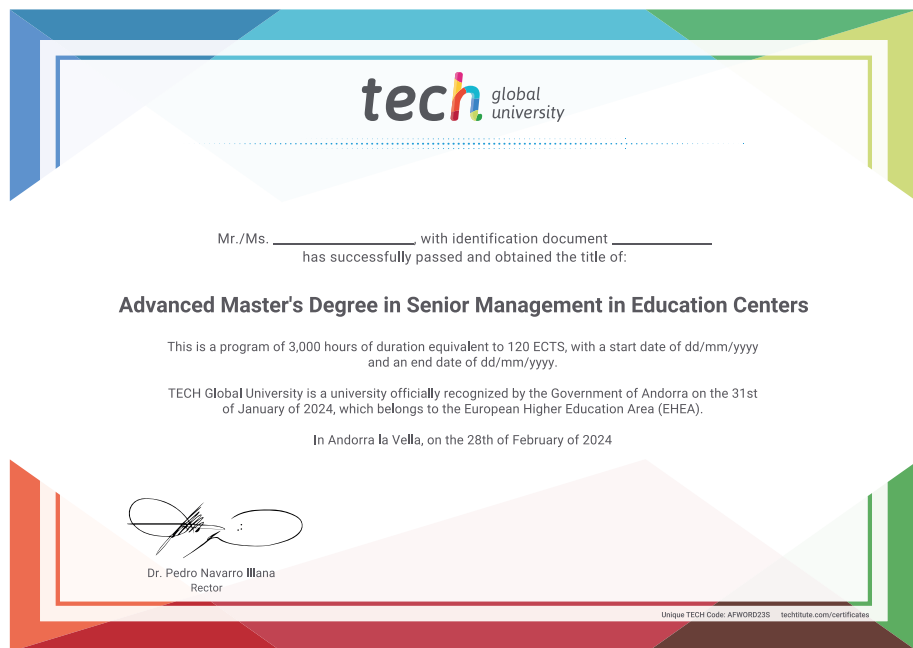 tech global
university
Mr./Ms. ________________, with identification document ____________
has successfully passed and obtained the title of:
Advanced Master's Degree in Senior Management in Education Centers
This is a program of 3,000 hours of duration equivalent to 120 ECTS, with a start date of dd/mm/yyyy
and an end date of dd/mm/yyyy.
TECH Global University is a university officially recognized by the Government of Andorra on the 31st
of January of 2024, which belongs to the European Higher Education Area (EHEA).
In Andorra la Vella, on the 28th of February of 2024
Dr. Pedro Navarro Illana
Rector
Unique TECH Code: AFWORD23S techtitute.com/certificates